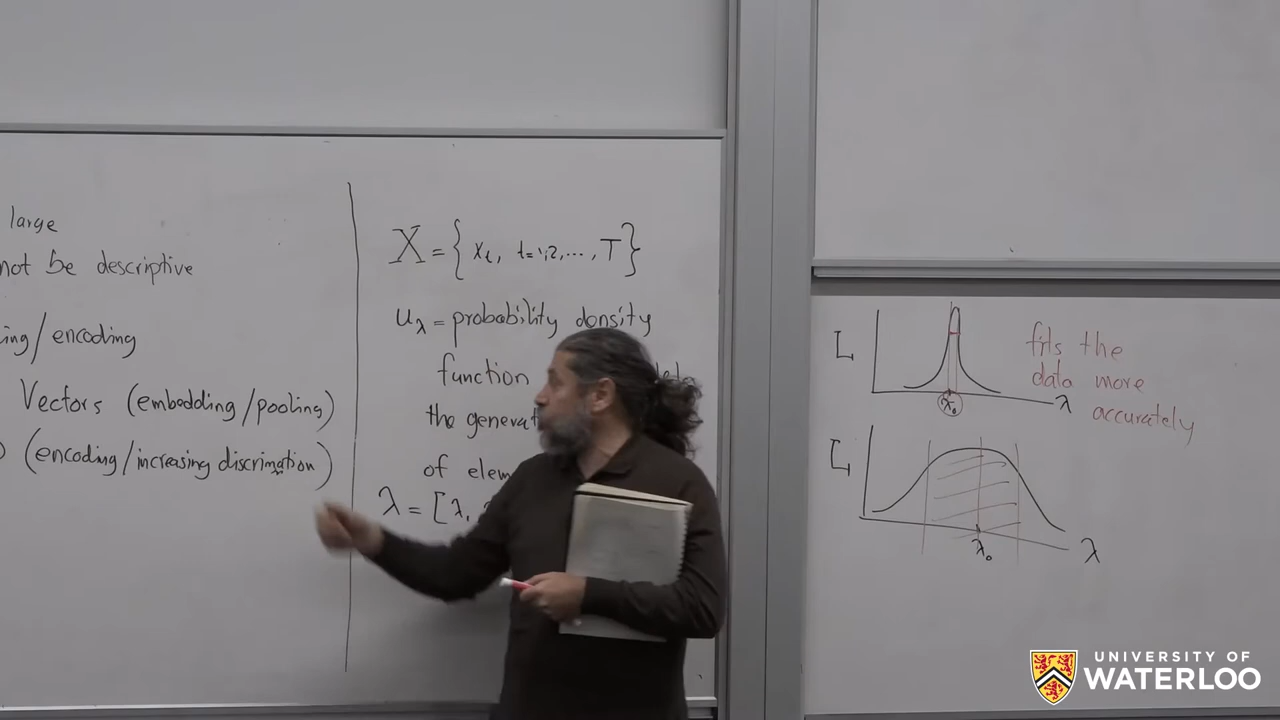 large
not be descriptive
ing/encoding
Vectors (embedding/pooling)
(encoding/increasing discrimation)
X = { x_t, t=1,2,..., T }
u_λ = probability density
function
the generat
of elem
λ = [λ,
L
λ₀
λ
fits the
data more
accurately
L
λ₀
λ
UNIVERSITY OF
WATERLOO